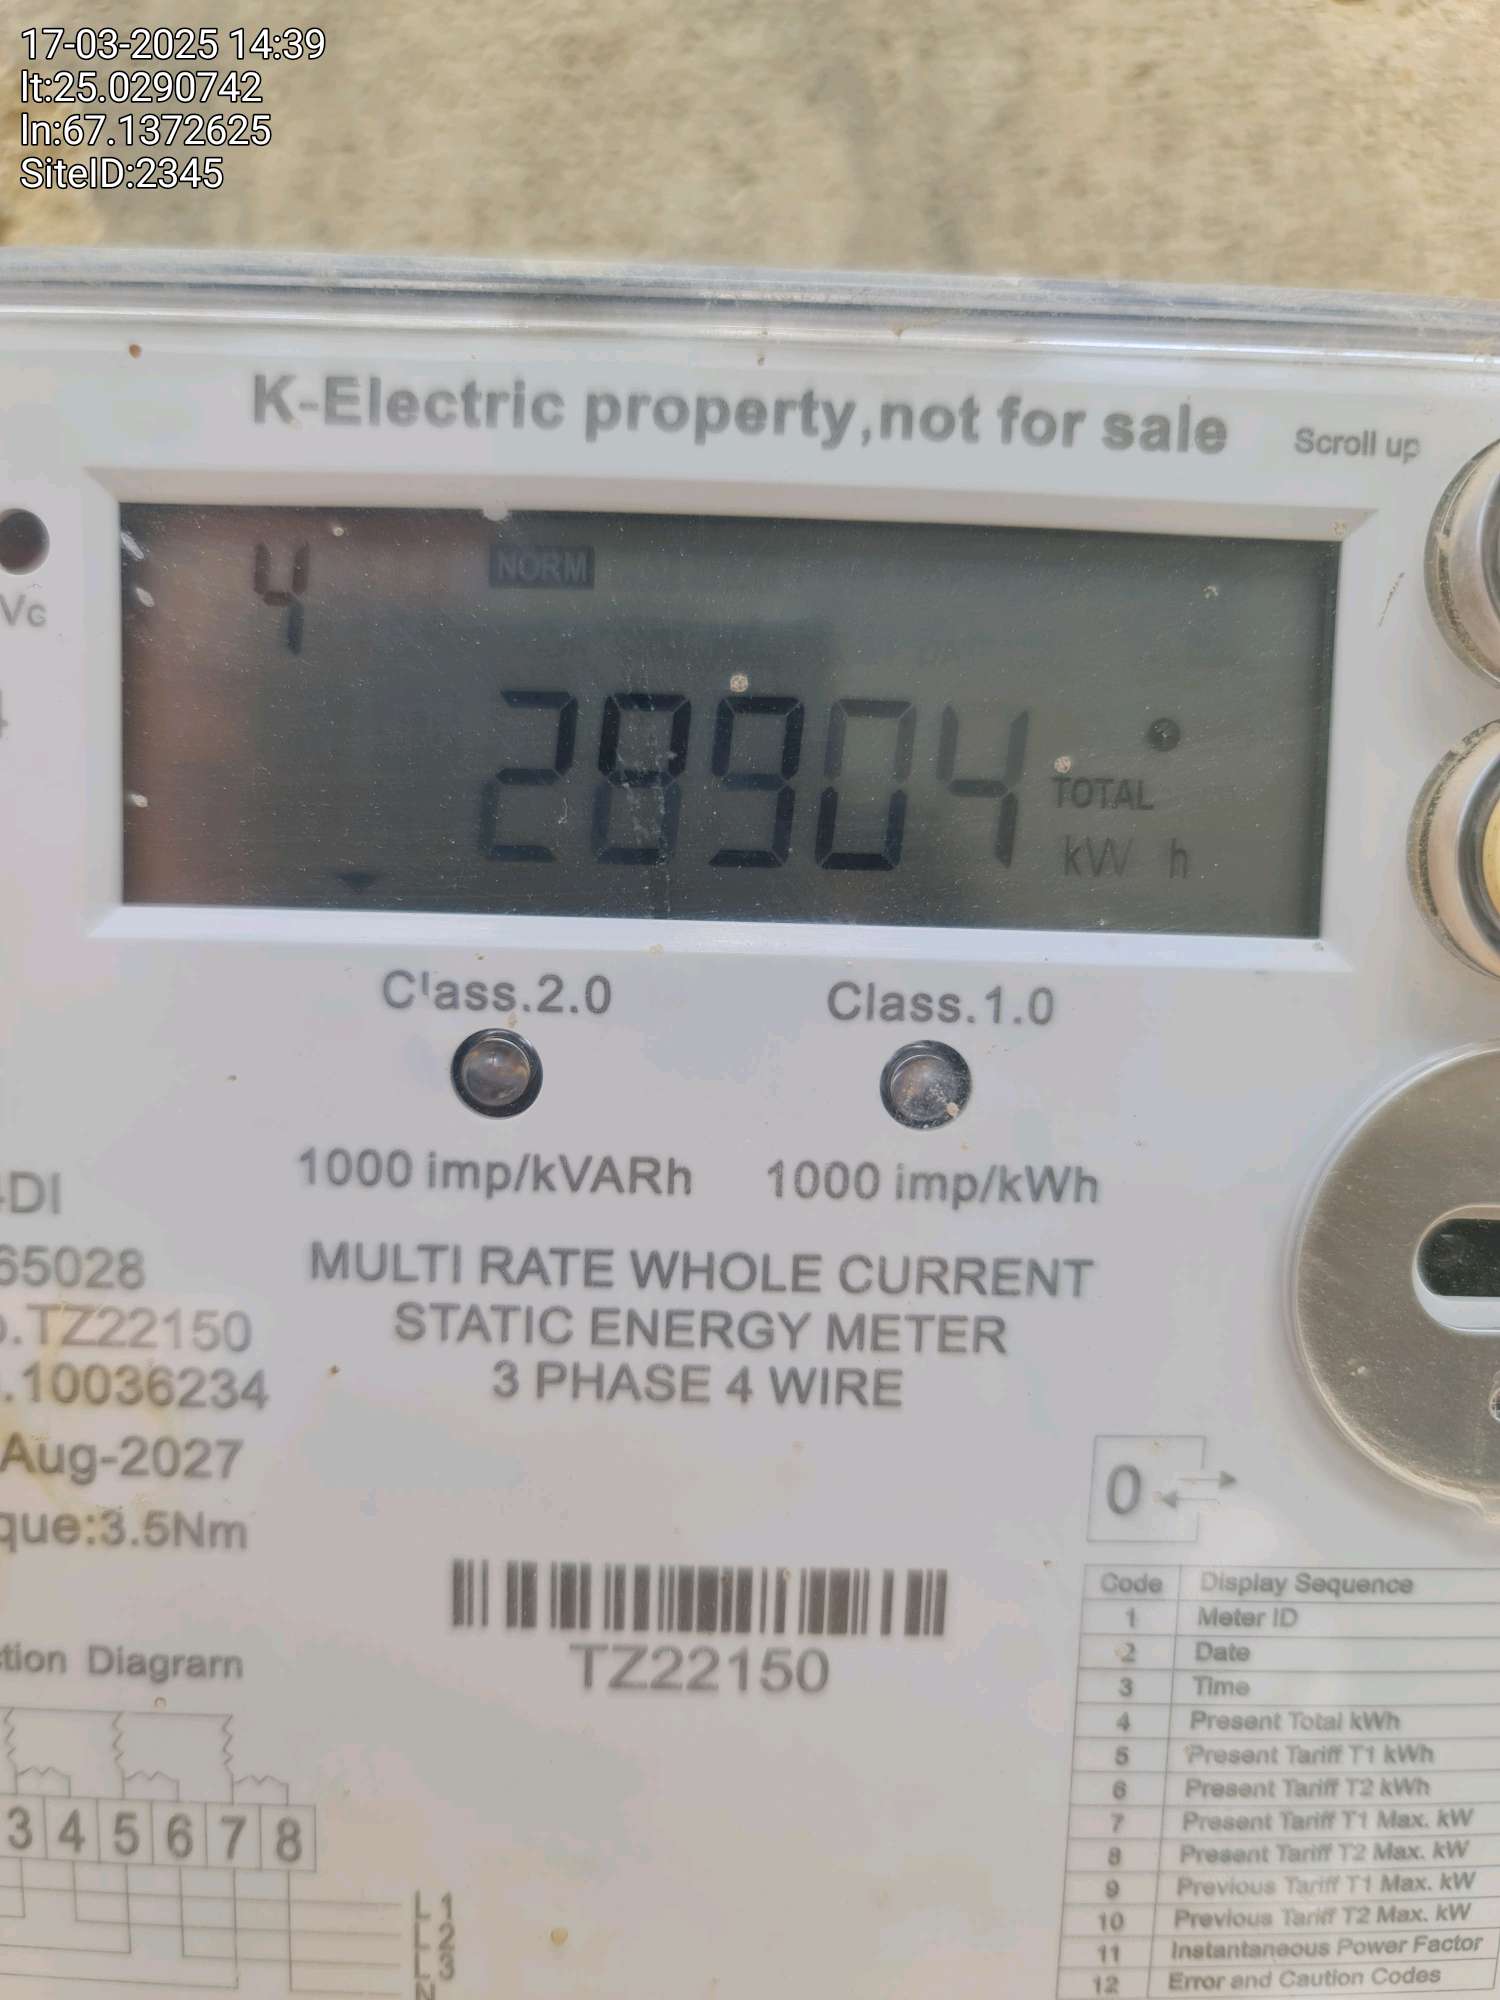 17-03-2025 14:39
lt:25.0290742
ln:67.1372625
SiteID:2345
K-Electric property,not for sale
Scroll up
4
NORM
28904
TOTAL
kW h
Class.2.0
Class.1.0
1000 imp/kVARh
1000 imp/kWh
DI
65028
.TZ22150
.10036234
Aug-2027
que:3.5Nm
MULTI RATE WHOLE CURRENT
STATIC ENERGY METER
3 PHASE 4 WIRE
0
TZ22150
tion Diagrarn
3 4 5 6 7 8
L1
L2
L3
N
Code Display Sequence
1 Meter ID
2 Date
3 Time
4 Present Total kWh
5 Present Tariff T1 kWh
6 Present Tariff T2 kWh
7 Present Tariff T1 Max. kW
8 Present Tariff T2 Max. kW
9 Previous Tariff T1 Max. kW
10 Previous Tariff T2 Max. kW
11 Instantaneous Power Factor
12 Error and Caution Codes